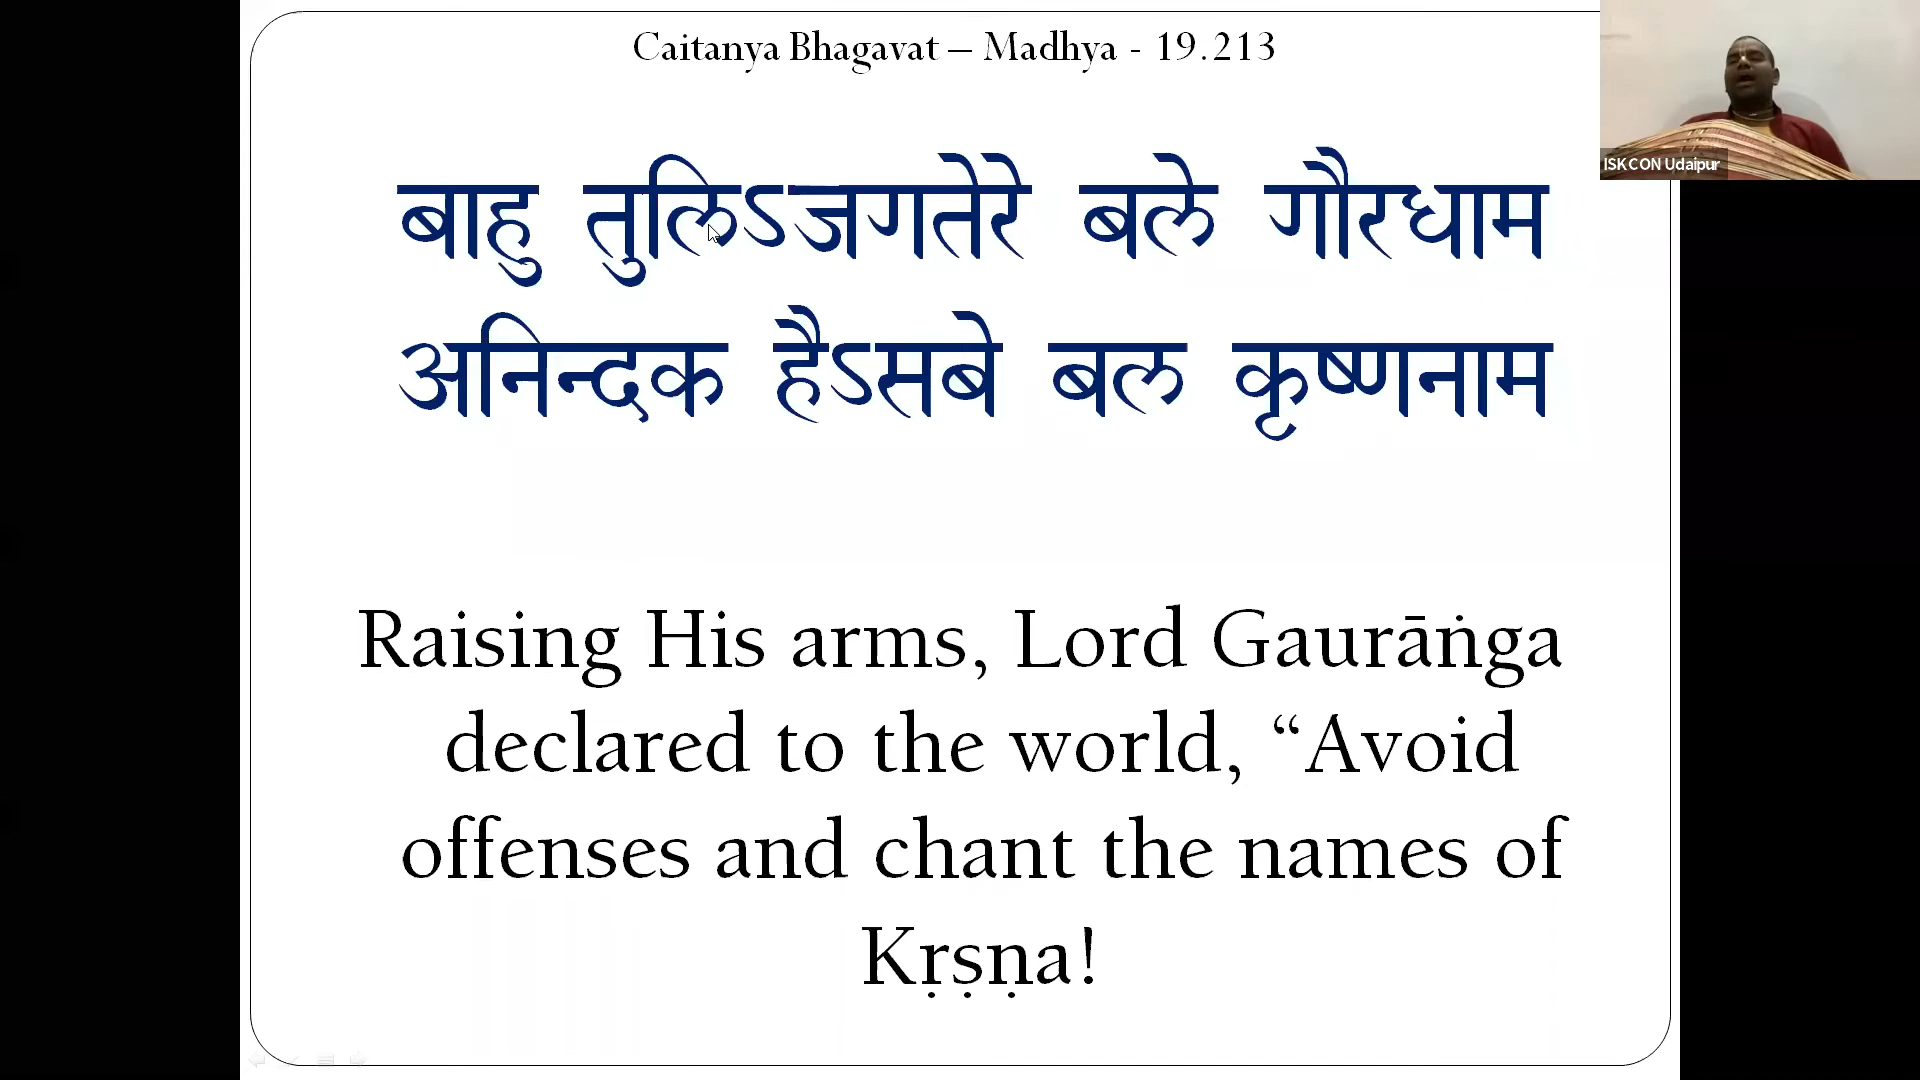 Caitanya Bhagavat – Madhya - 19.213
ISKCON Udaipur
बाहु तुलिऽजगतेरे बले गौरधाम
अनिन्दक हैऽसबे बल कृष्णनाम
Raising His arms, Lord Gaurāṅga
declared to the world, “Avoid
offenses and chant the names of
Kṛṣṇa!